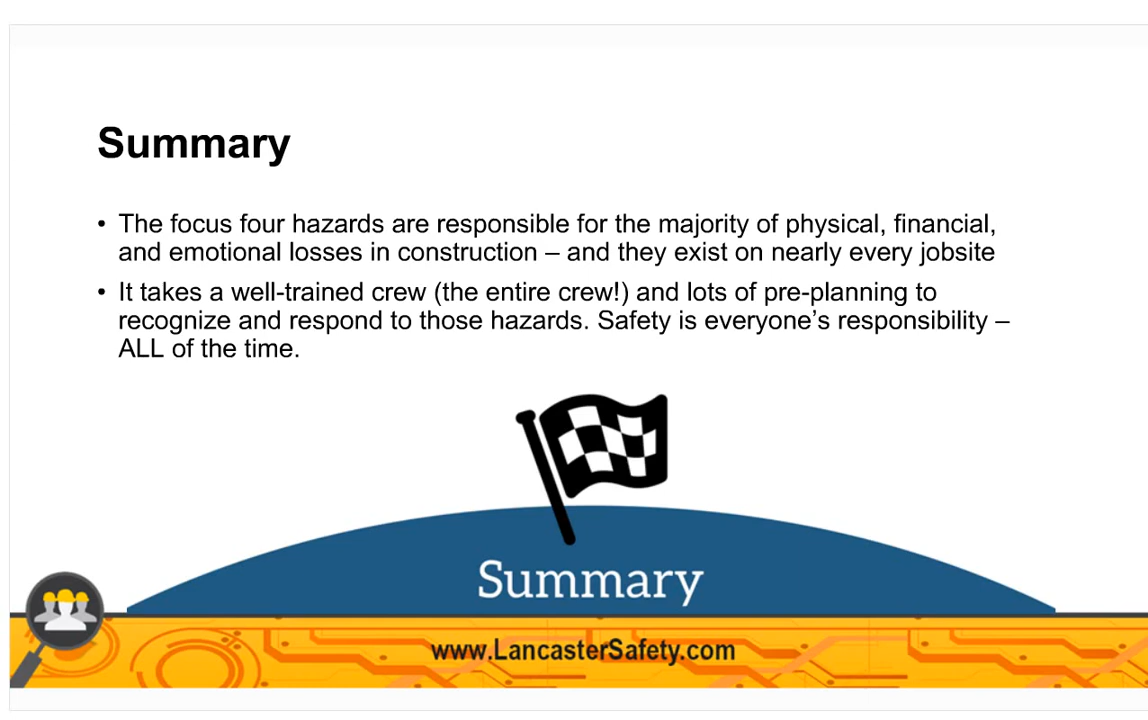 Summary
• The focus four hazards are responsible for the majority of physical, financial,
and emotional losses in construction – and they exist on nearly every jobsite
• It takes a well-trained crew (the entire crew!) and lots of pre-planning to
recognize and respond to those hazards. Safety is everyone’s responsibility –
ALL of the time.
Summary
www.LancasterSafety.com